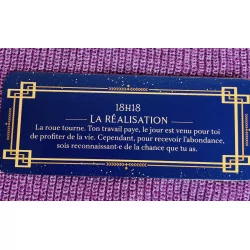 18H18
LA RÉALISATION
La roue tourne. Ton travail paye, le jour est venu pour toi
de profiter de la vie. Cependant, pour recevoir l'abondance,
sois reconnaissant·e de la chance que tu as.